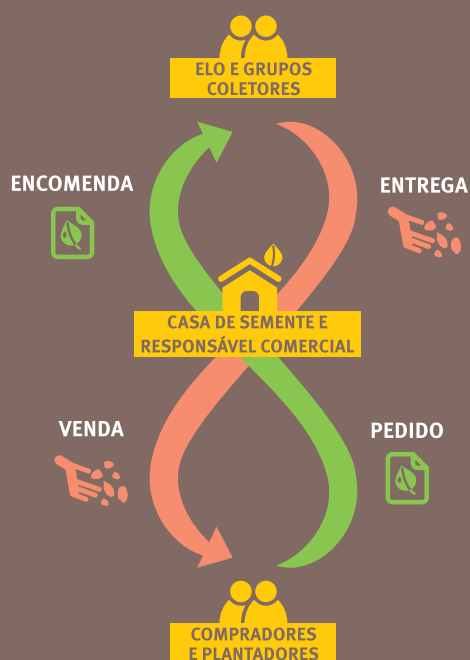 ELO E GRUPOS
COLETORES
ENCOMENDA
ENTREGA
CASA DE SEMENTE E
RESPONSÁVEL COMERCIAL
VENDA
PEDIDO
COMPRADORES
E PLANTADORES